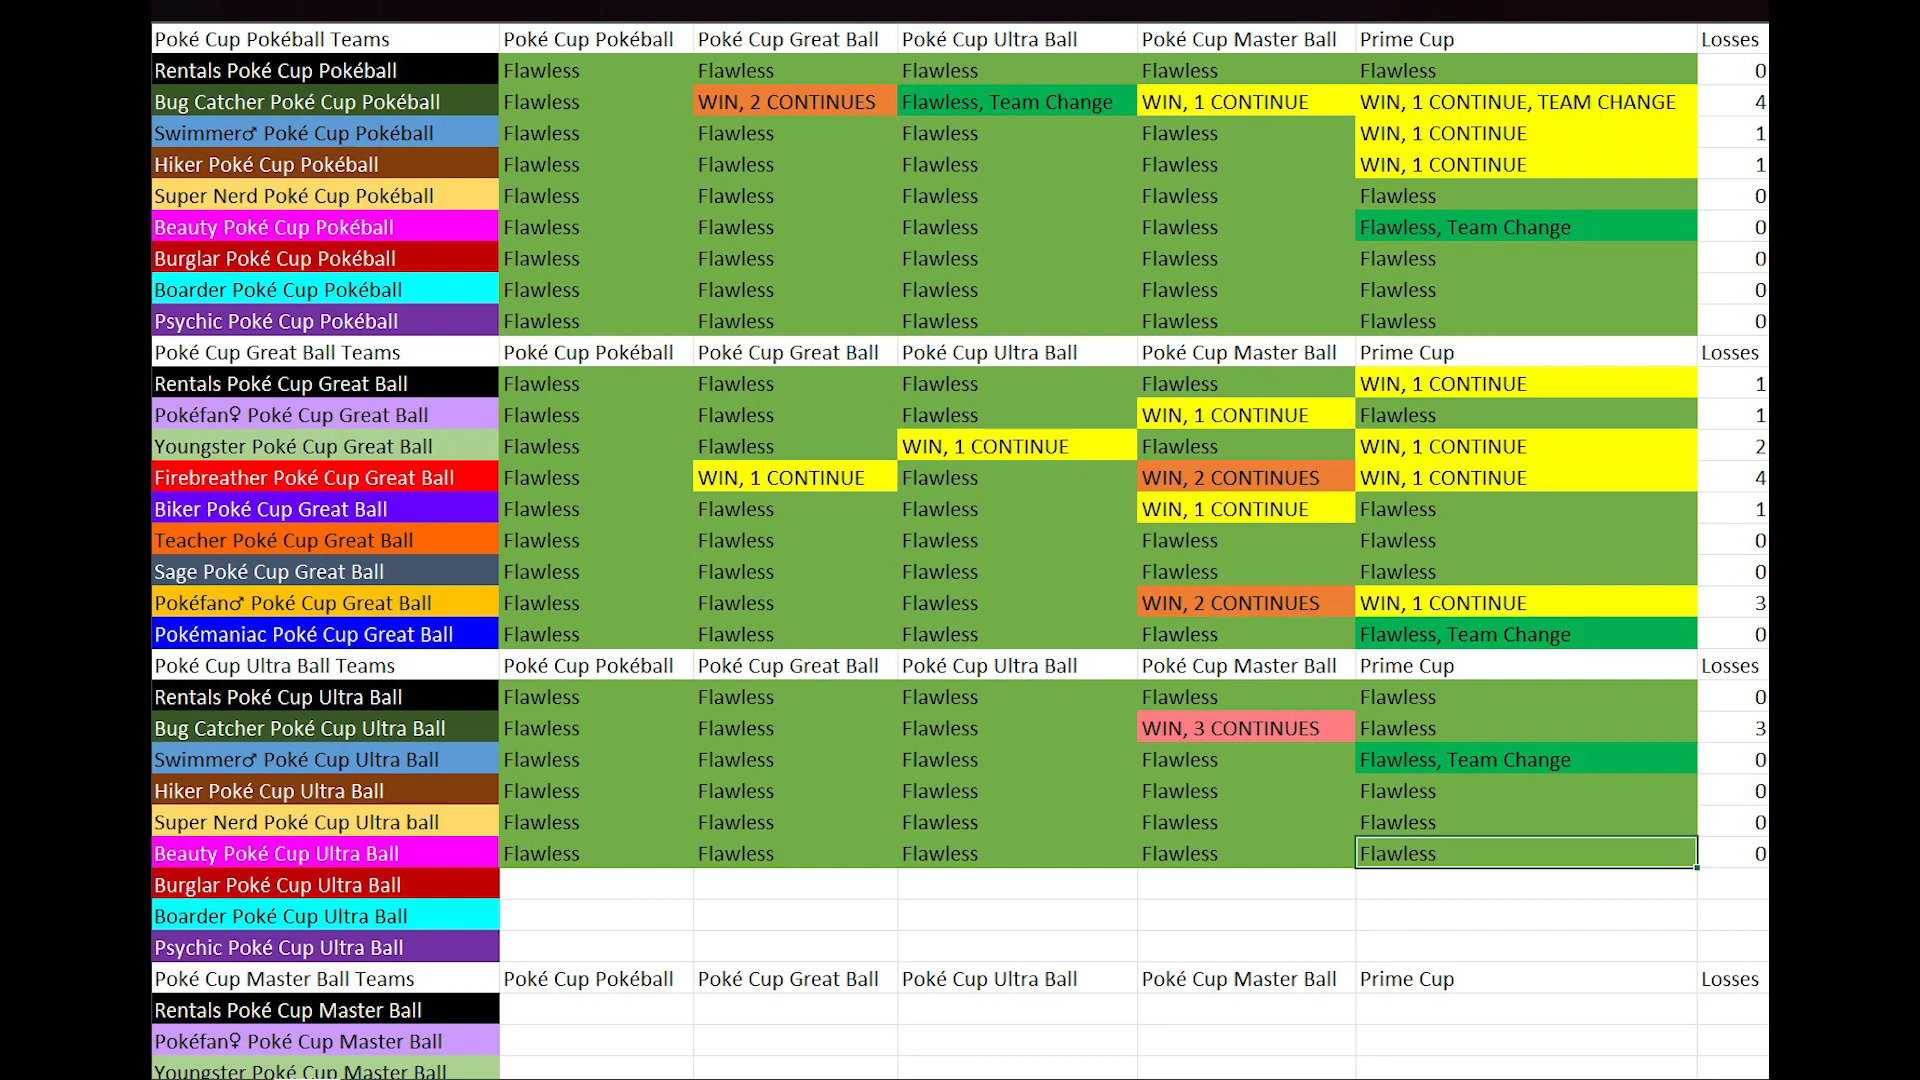 Poké Cup Pokéball Teams Poké Cup Pokéball Poké Cup Great Ball Poké Cup Ultra Ball Poké Cup Master Ball Prime Cup Losses
Rentals Poké Cup Pokéball Flawless Flawless Flawless Flawless Flawless 0
Bug Catcher Poké Cup Pokéball Flawless WIN, 2 CONTINUES Flawless, Team Change WIN, 1 CONTINUE WIN, 1 CONTINUE, TEAM CHANGE 4
Swimmer♂ Poké Cup Pokéball Flawless Flawless Flawless Flawless WIN, 1 CONTINUE 1
Hiker Poké Cup Pokéball Flawless Flawless Flawless Flawless WIN, 1 CONTINUE 1
Super Nerd Poké Cup Pokéball Flawless Flawless Flawless Flawless Flawless 0
Beauty Poké Cup Pokéball Flawless Flawless Flawless Flawless Flawless, Team Change 0
Burglar Poké Cup Pokéball Flawless Flawless Flawless Flawless Flawless 0
Boarder Poké Cup Pokéball Flawless Flawless Flawless Flawless Flawless 0
Psychic Poké Cup Pokéball Flawless Flawless Flawless Flawless Flawless 0
Poké Cup Great Ball Teams Poké Cup Pokéball Poké Cup Great Ball Poké Cup Ultra Ball Poké Cup Master Ball Prime Cup Losses
Rentals Poké Cup Great Ball Flawless Flawless Flawless Flawless WIN, 1 CONTINUE 1
Pokéfan♀ Poké Cup Great Ball Flawless Flawless Flawless WIN, 1 CONTINUE Flawless 1
Youngster Poké Cup Great Ball Flawless Flawless WIN, 1 CONTINUE Flawless WIN, 1 CONTINUE 2
Firebreather Poké Cup Great Ball Flawless WIN, 1 CONTINUE Flawless WIN, 2 CONTINUES WIN, 1 CONTINUE 4
Biker Poké Cup Great Ball Flawless Flawless Flawless WIN, 1 CONTINUE Flawless 1
Teacher Poké Cup Great Ball Flawless Flawless Flawless Flawless Flawless 0
Sage Poké Cup Great Ball Flawless Flawless Flawless Flawless Flawless 0
Pokéfan♂ Poké Cup Great Ball Flawless Flawless Flawless WIN, 2 CONTINUES WIN, 1 CONTINUE 3
Pokémaniac Poké Cup Great Ball Flawless Flawless Flawless Flawless Flawless, Team Change 0
Poké Cup Ultra Ball Teams Poké Cup Pokéball Poké Cup Great Ball Poké Cup Ultra Ball Poké Cup Master Ball Prime Cup Losses
Rentals Poké Cup Ultra Ball Flawless Flawless Flawless Flawless Flawless 0
Bug Catcher Poké Cup Ultra Ball Flawless Flawless Flawless WIN, 3 CONTINUES Flawless 3
Swimmer♂ Poké Cup Ultra Ball Flawless Flawless Flawless Flawless Flawless, Team Change 0
Hiker Poké Cup Ultra Ball Flawless Flawless Flawless Flawless Flawless 0
Super Nerd Poké Cup Ultra ball Flawless Flawless Flawless Flawless Flawless 0
Beauty Poké Cup Ultra Ball Flawless Flawless Flawless Flawless Flawless 0
Burglar Poké Cup Ultra Ball
Boarder Poké Cup Ultra Ball
Psychic Poké Cup Ultra Ball
Poké Cup Master Ball Teams Poké Cup Pokéball Poké Cup Great Ball Poké Cup Ultra Ball Poké Cup Master Ball Prime Cup Losses
Rentals Poké Cup Master Ball
Pokéfan♀ Poké Cup Master Ball
Youngster Poké Cup Master Ball